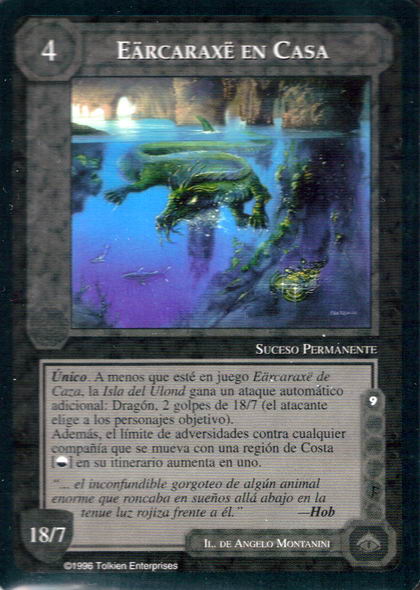 4
EÄRCARAXË EN CASA
SUCESO PERMANENTE
Único. A menos que esté en juego Eärcaraxë de
Caza, la Isla del Ulond gana un ataque automático
adicional: Dragón, 2 golpes de 18/7 (el atacante
elige a los personajes objetivo).
Además, el límite de adversidades contra cualquier
compañía que se mueva con una región de Costa
[] en su itinerario aumenta en uno.
9
“... el inconfundible gorgoteo de algún animal
enorme que roncaba en sueños allá abajo en la
tenue luz rojiza frente a él.” —Hob
18/7
IL. DE ANGELO MONTANINI
©1996 Tolkien Enterprises